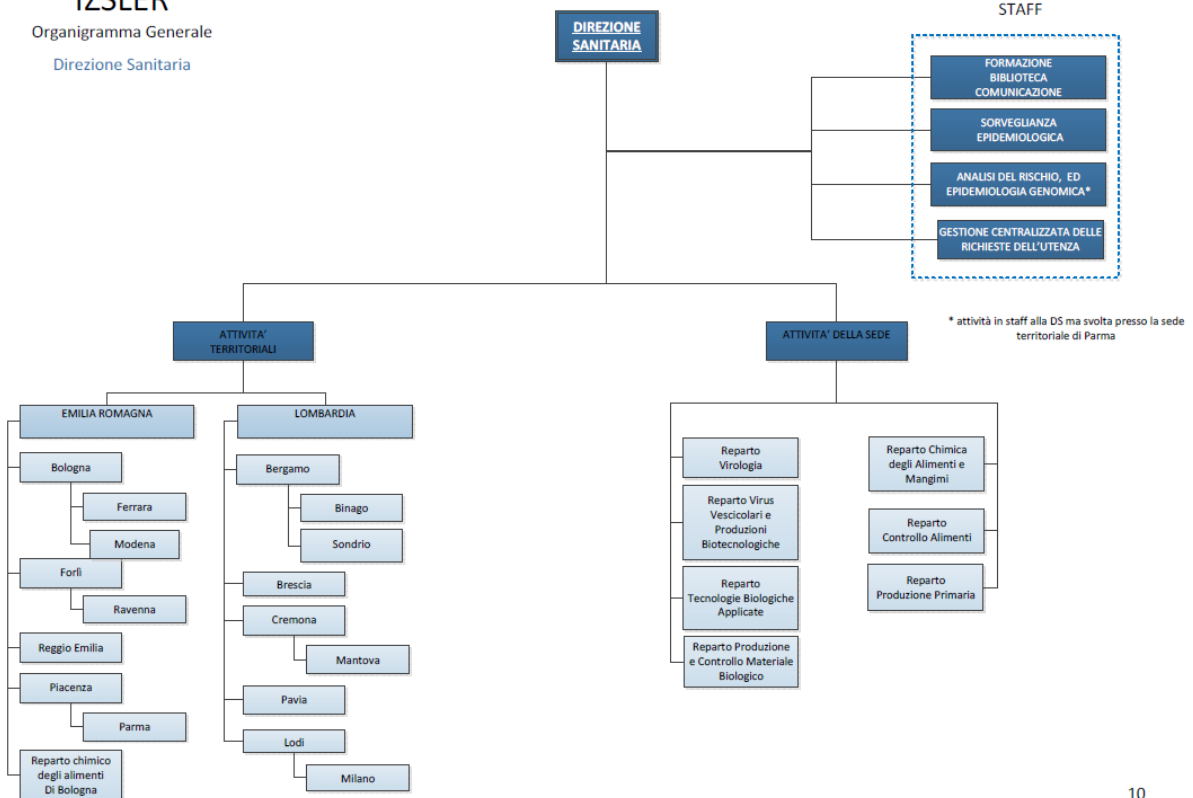 IZSLER
Organigramma Generale
Direzione Sanitaria
DIREZIONE
SANITARIA
STAFF
FORMAZIONE
BIBLIOTECA
COMUNICAZIONE
SORVEGLIANZA
EPIDEMIOLOGICA
ANALISI DEL RISCHIO, ED
EPIDEMIOLOGIA GENOMICA*
GESTIONE CENTRALIZZATA DELLE
RICHIESTE DELL'UTENZA
* attività in staff alla DS ma svolta presso la sede
territoriale di Parma
ATTIVITA'
TERRITORIALI
EMILIA ROMAGNA
Bologna
Ferrara
Modena
Forlì
Ravenna
Reggio Emilia
Piacenza
Parma
Reparto chimico
degli alimenti
Di Bologna
LOMBARDIA
Bergamo
Binago
Sondrio
Brescia
Cremona
Mantova
Pavia
Lodi
Milano
ATTIVITA' DELLA SEDE
Reparto
Virologia
Reparto Virus
Vescicolari e
Produzioni
Biotecnologiche
Reparto
Tecnologie Biologiche
Applicate
Reparto Produzione
e Controllo Materiale
Biologico
Reparto Chimica
degli Alimenti e
Mangimi
Reparto
Controllo Alimenti
Reparto
Produzione Primaria
10